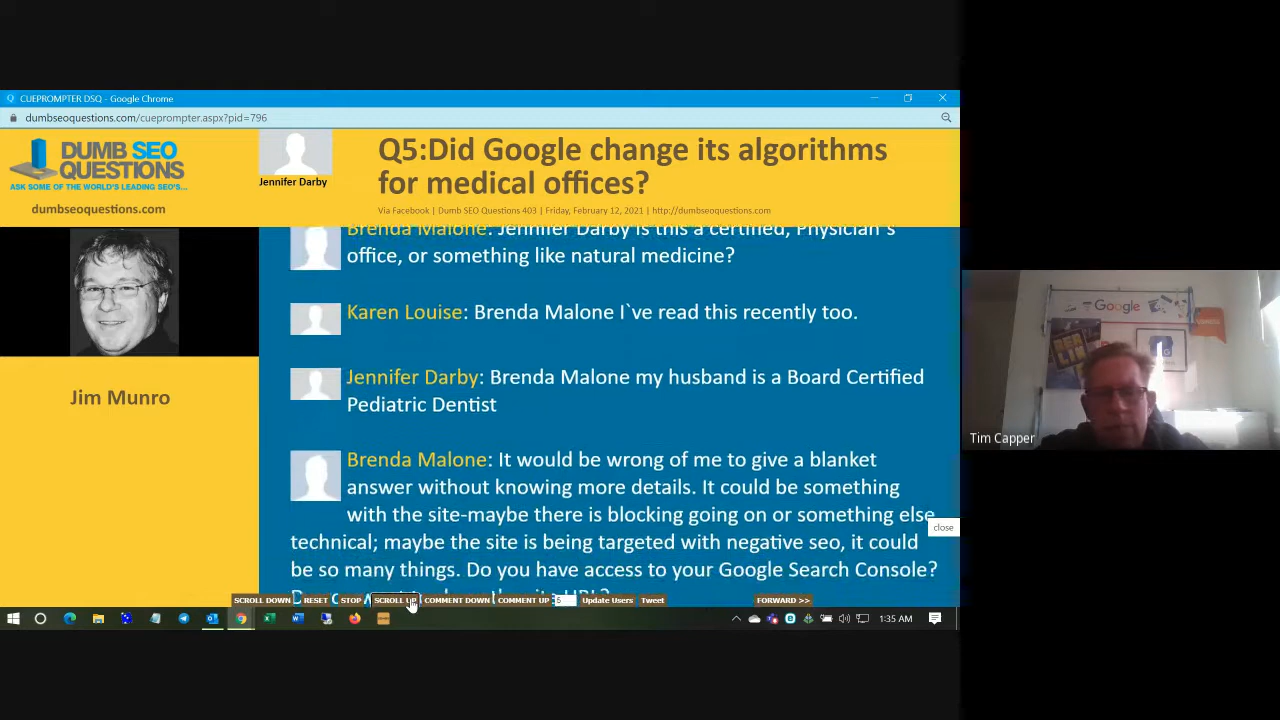 CUEPROMPTER DSQ - Google Chrome
dumbseoquestions.com/cueprompter.aspx?pid=796
DUMB SEO
QUESTIONS
ASK SOME OF THE WORLD'S LEADING SEO'S...
dumbseoquestions.com
Jennifer Darby
Q5:Did Google change its algorithms
for medical offices?
Via Facebook | Dumb SEO Questions 403 | Friday, February 12, 2021 | http://dumbseoquestions.com
Jim Munro
Brenda Malone: Jennifer Darby is this a certified, Physician's
office, or something like natural medicine?
Karen Louise: Brenda Malone I`ve read this recently too.
Jennifer Darby: Brenda Malone my husband is a Board Certified
Pediatric Dentist
Brenda Malone: It would be wrong of me to give a blanket
answer without knowing more details. It could be something
with the site-maybe there is blocking going on or something else
technical; maybe the site is being targeted with negative seo, it could
be so many things. Do you have access to your Google Search Console?
close
SCROLL DOWN RESET STOP SCROLL UP COMMENT DOWN COMMENT UP Update Users Tweet FORWARD >>
1:35 AM
Google
Tim Capper